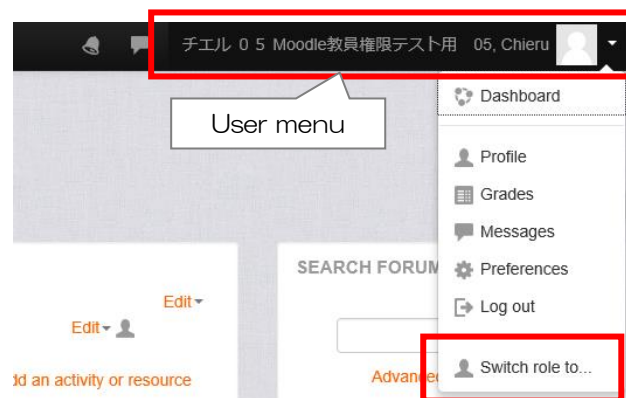 チエル ０５ Moodle教員権限テスト用 05, Chieru
User menu
Dashboard
Profile
Grades
Messages
Preferences
Log out
Switch role to...
SEARCH FORUM
Edit
Edit
dd an activity or resource
Advanced